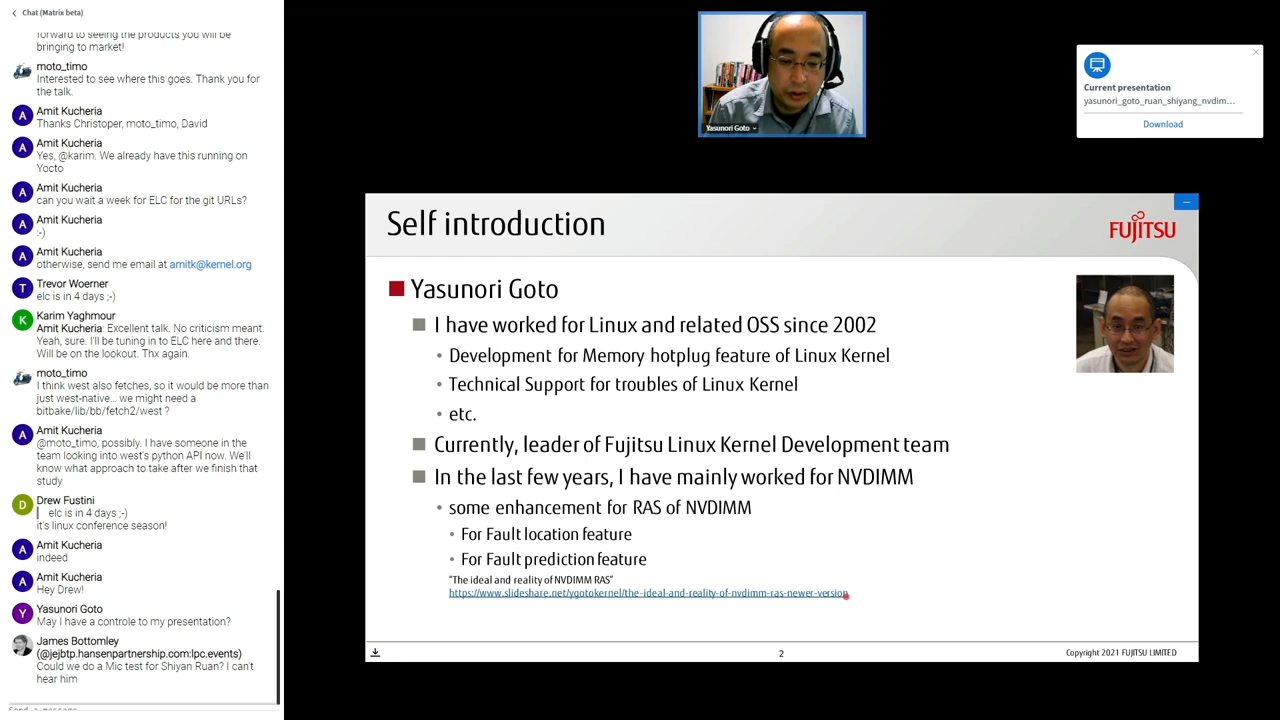 Chat (Matrix beta)
forward to seeing the products you will be
bringing to market!
moto_timo
Interested to see where this goes. Thank you for
the talk.
A
Amit Kucheria
Thanks Christoper, moto_timo, David
A
Amit Kucheria
Yes, @karim. We already have this running on
Yocto
A
Amit Kucheria
can you wait a week for ELC for the git URLs?
A
Amit Kucheria
:-)
A
Amit Kucheria
otherwise, send me email at amitk@kernel.org
T
Trevor Woerner
elc is in 4 days ;-)
K
Karim Yaghmour
Amit Kucheria: Excellent talk. No criticism meant.
Yeah, sure. I'll be tuning in to ELC here and there.
Will be on the lookout. Thx again.
moto_timo
I think west also fetches, so it would be more than
just west-native... we might need a
bitbake/lib/bb/fetch2/west ?
A
Amit Kucheria
@moto_timo, possibly. I have someone in the
team looking into west's python API now. We'll
know what approach to take after we finish that
study
D
Drew Fustini
elc is in 4 days ;-)
it's linux conference season!
A
Amit Kucheria
indeed
A
Amit Kucheria
Hey Drew!
Y
Yasunori Goto
May I have a controle to my presentation?
James Bottomley
(@jejbtp.hansenpartnership.com:lpc.events)
Could we do a Mic test for Shiyan Ruan? I can't
hear him
Send a message
Yasunori Goto
Current presentation
yasunori_goto_ruan_shiyang_nvdim...
Download
Self introduction
FUJITSU
Yasunori Goto
I have worked for Linux and related OSS since 2002
• Development for Memory hotplug feature of Linux Kernel
• Technical Support for troubles of Linux Kernel
• etc.
Currently, leader of Fujitsu Linux Kernel Development team
In the last few years, I have mainly worked for NVDIMM
• some enhancement for RAS of NVDIMM
• For Fault location feature
• For Fault prediction feature
"The ideal and reality of NVDIMM RAS"
https://www.slideshare.net/ygotokernel/the-ideal-and-reality-of-nvdimm-ras-newer-version
2
Copyright 2021 FUJITSU LIMITED